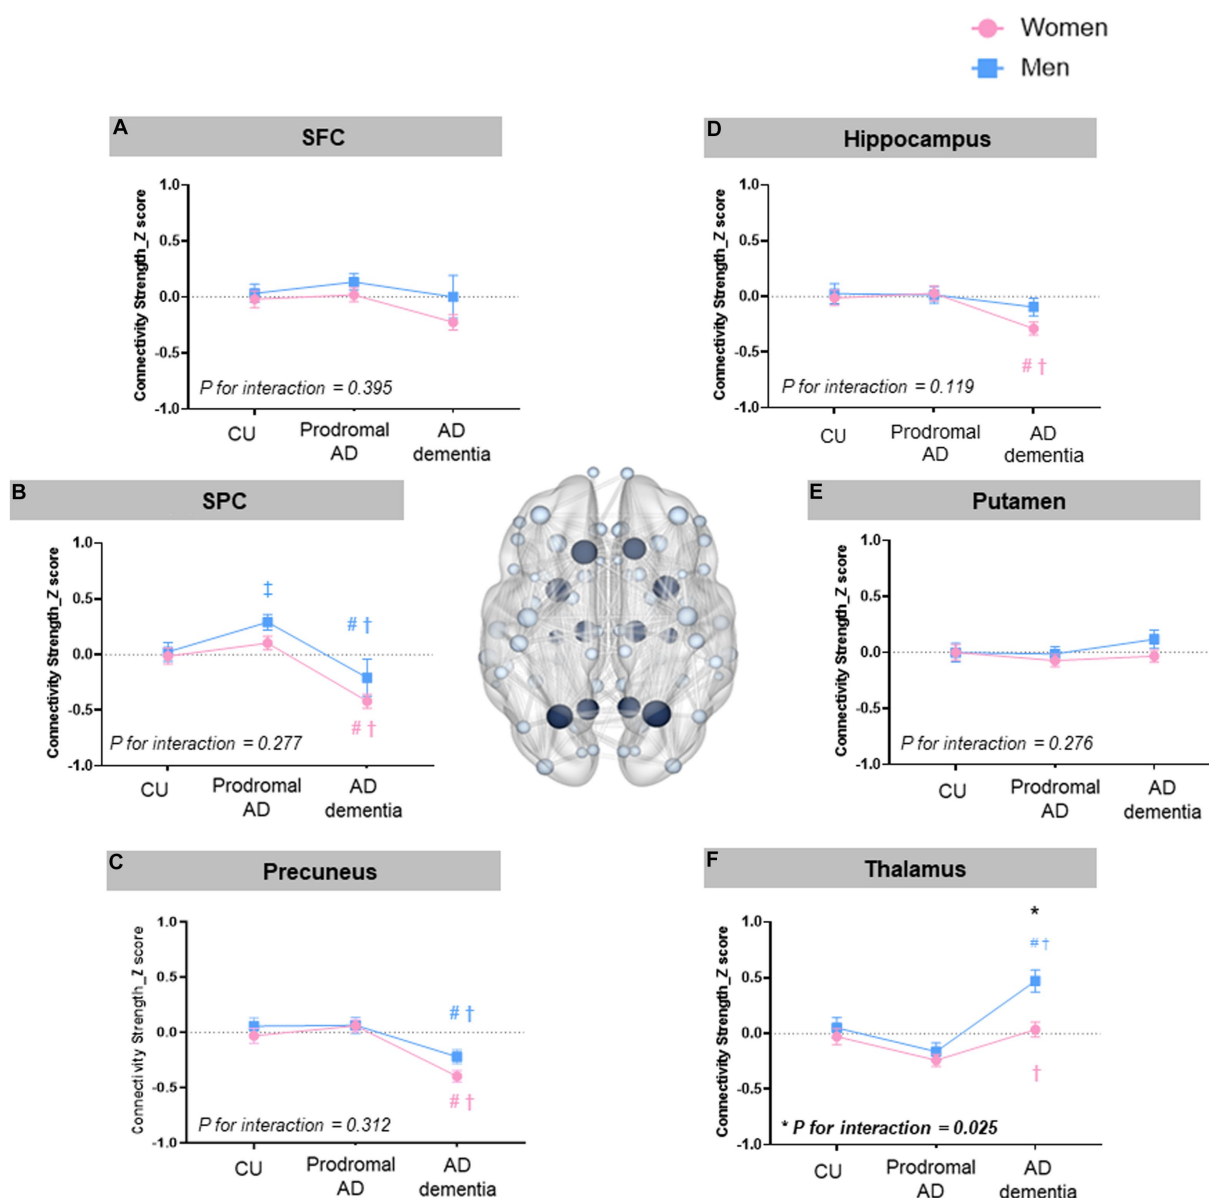 Women
Men
A
SFC
Connectivity Strength_Z score
1.0
0.5
0.0
-0.5
-1.0
P for interaction = 0.395
CU
Prodromal
AD
AD
dementia
D
Hippocampus
Connectivity Strength_Z score
1.0
0.5
0.0
-0.5
-1.0
# †
P for interaction = 0.119
CU
Prodromal
AD
AD
dementia
B
SPC
Connectivity Strength_Z score
1.0
0.5
0.0
-0.5
-1.0
‡
# †
# †
P for interaction = 0.277
CU
Prodromal
AD
AD
dementia
E
Putamen
Connectivity Strength_Z score
1.0
0.5
0.0
-0.5
-1.0
P for interaction = 0.276
CU
Prodromal
AD
AD
dementia
C
Precuneus
Connectivity Strength_Z score
1.0
0.5
0.0
-0.5
-1.0
# †
# †
P for interaction = 0.312
CU
Prodromal
AD
AD
dementia
F
Thalamus
Connectivity Strength_Z score
1.0
0.5
0.0
-0.5
-1.0
*
# †
†
* P for interaction = 0.025
CU
Prodromal
AD
AD
dementia